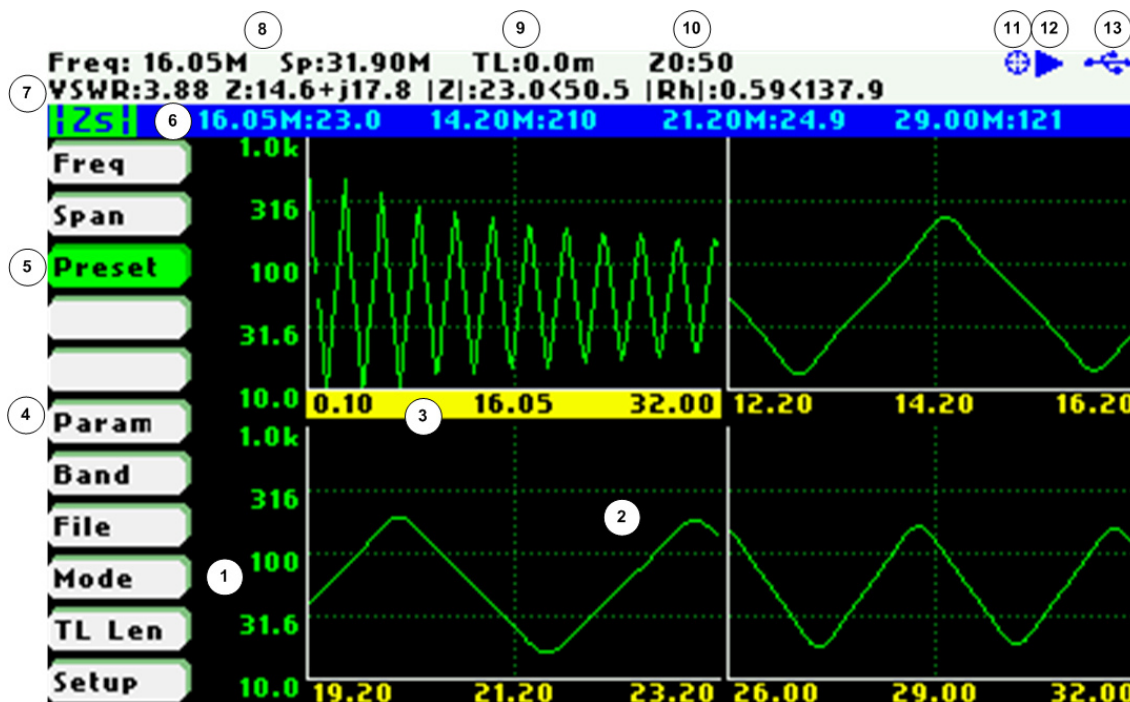 8 9 10 11 12 13
Freq: 16.05M Sp:31.90M TL:0.0m Z0:50
7 VSWR:3.88 Z:14.6+j17.8 |Z|:23.0<50.5 |Rh|:0.59<137.9
|Zs| 6 16.05M:23.0 14.20M:210 21.20M:24.9 29.00M:121
Freq 1.0k
Span 316
5 Preset 100
31.6
10.0 0.10 16.05 32.00 12.20 14.20 16.20
4 Param 3
1.0k
Band 316
File 2
100
Mode 1
TL Len 31.6
Setup 10.0 19.20 21.20 23.20 26.00 29.00 32.00